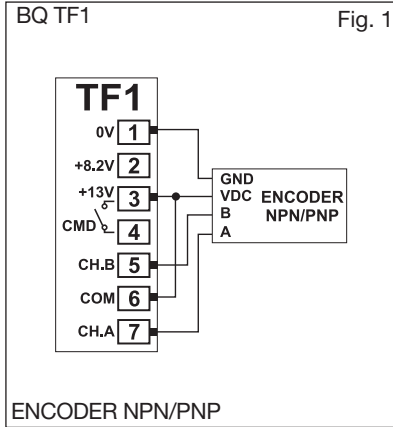 BQ TF1 Fig. 1
TF1
0V 1
+8.2V 2
+13V 3
CMD 4
CH.B 5
COM 6
CH.A 7
GND
VDC
B
A
ENCODER
NPN/PNP
ENCODER NPN/PNP